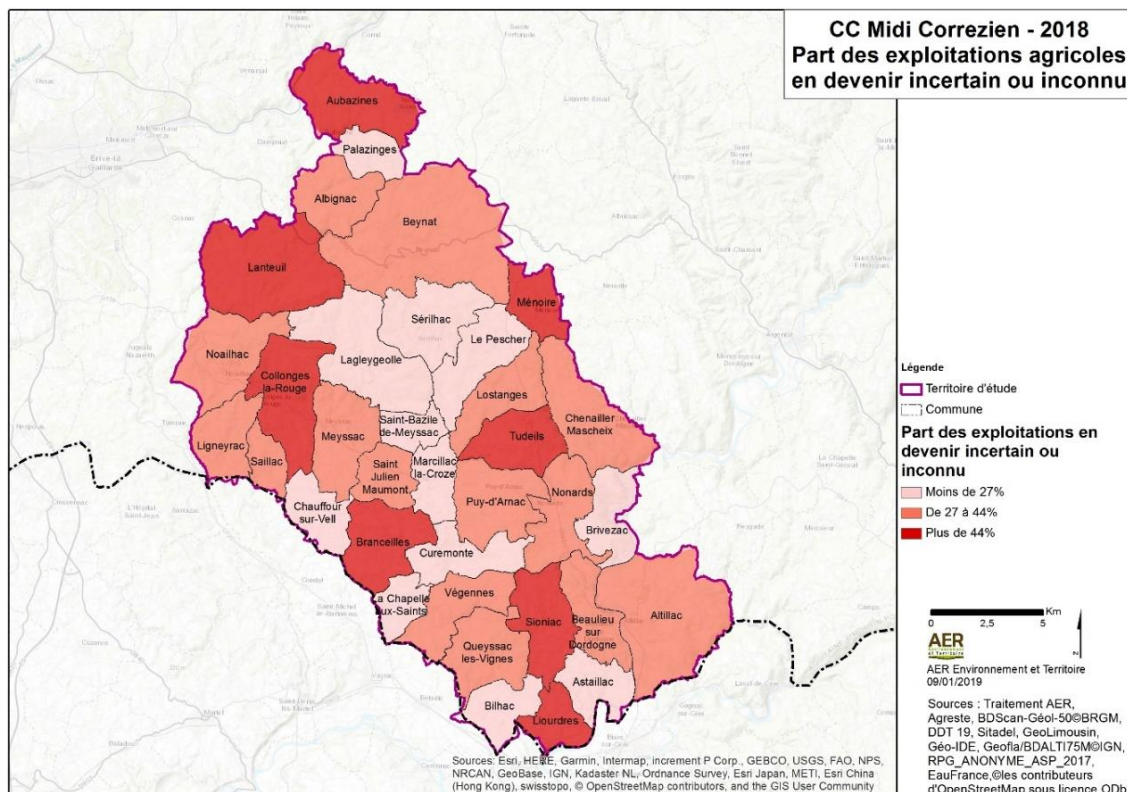 CC Midi Correzien - 2018
Part des exploitations agricoles
en devenir incertain ou inconnu
Aubazines
Palazinges
Albignac
Beynat
Lanteuil
Ménoire
Sérilhac
Le Pescher
Noailhac
Lagleygeolle
Collonges
la-Rouge
Lostanges
Chenailler
Mascheix
Saint-Bazile
de-Meyssac
Tudeils
Ligneyrac
Saillac
Meyssac
Marcillac
la-Croze
Saint
Julien
Maumont
Puy-d'Arnac
Nonards
Chauffour
sur-Vell
Brivezac
Branceilles
Curemonte
a Chapelle
aux-Saints
Végennes
Sioniac
Beaulieu
sur
Dordogne
Altillac
Queyssac
les-Vignes
Astaillac
Bilhac
Liourdres
Légende
Territoire d'étude
Commune
Part des exploitations en
devenir incertain ou
inconnu
Moins de 27%
De 27 à 44%
Plus de 44%
Km
0 2,5 5
AER
AER Environnement et Territoire
09/01/2019
Sources : Traitement AER,
Agreste, BDScan-Géol-50©BRGM,
DDT 19, Sitadel, GeoLimousin,
Géo-IDE, Geofla/BDALTI75M©IGN,
RPG_ANONYME_ASP_2017,
EauFrance,©les contributeurs
d'OpenStreetMap sous licence ODb
Sources: Esri, HERE, Garmin, Intermap, increment P Corp., GEBCO, USGS, FAO, NPS,
NRCAN, GeoBase, IGN, Kadaster NL, Ordnance Survey, Esri Japan, METI, Esri China
(Hong Kong), swisstopo, © OpenStreetMap contributors, and the GIS User Community